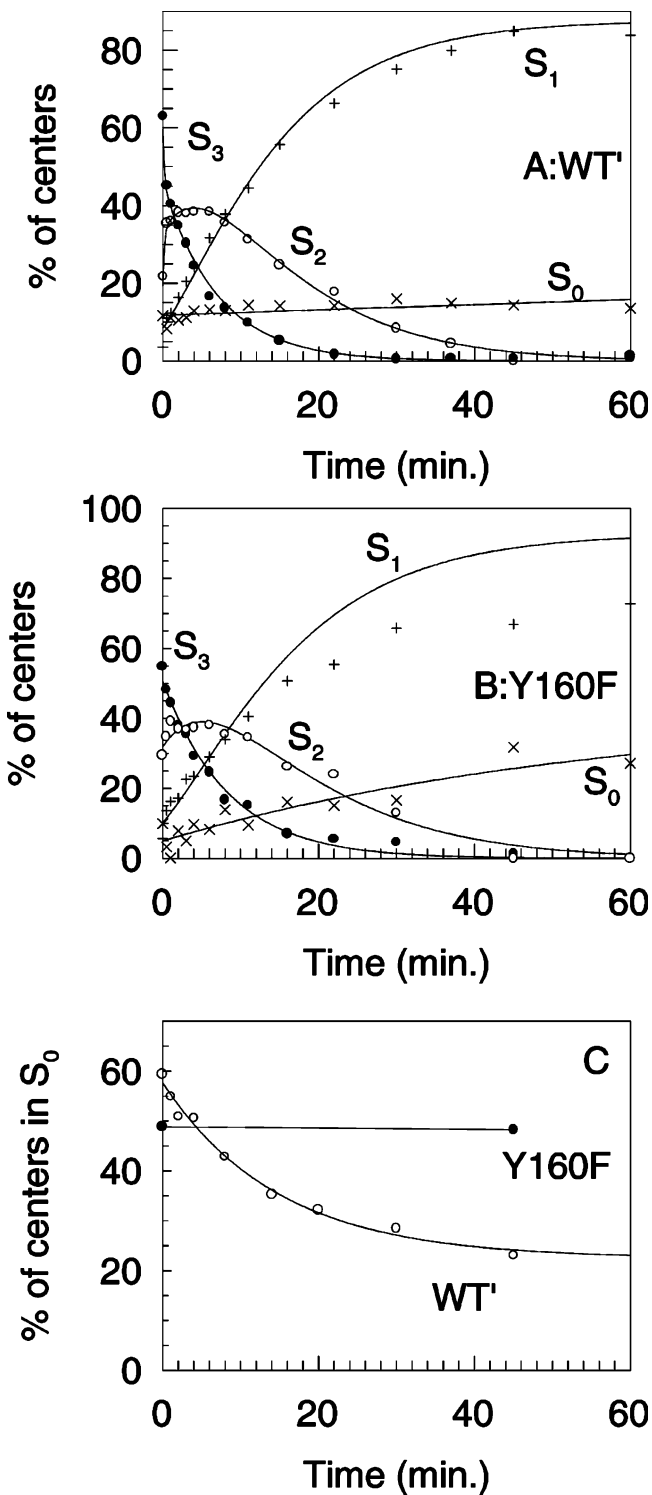 80
60
40
20
0
% of centers
S3
S2
S1
S0
A:WT'
0 20 40 60
Time (min.)
100
80
60
40
20
0
% of centers
S1
S3
S2
S0
B:Y160F
0 20 40 60
Time (min.)
60
40
20
0
% of centers in S0
C
Y160F
WT'
0 20 40 60
Time (min.)